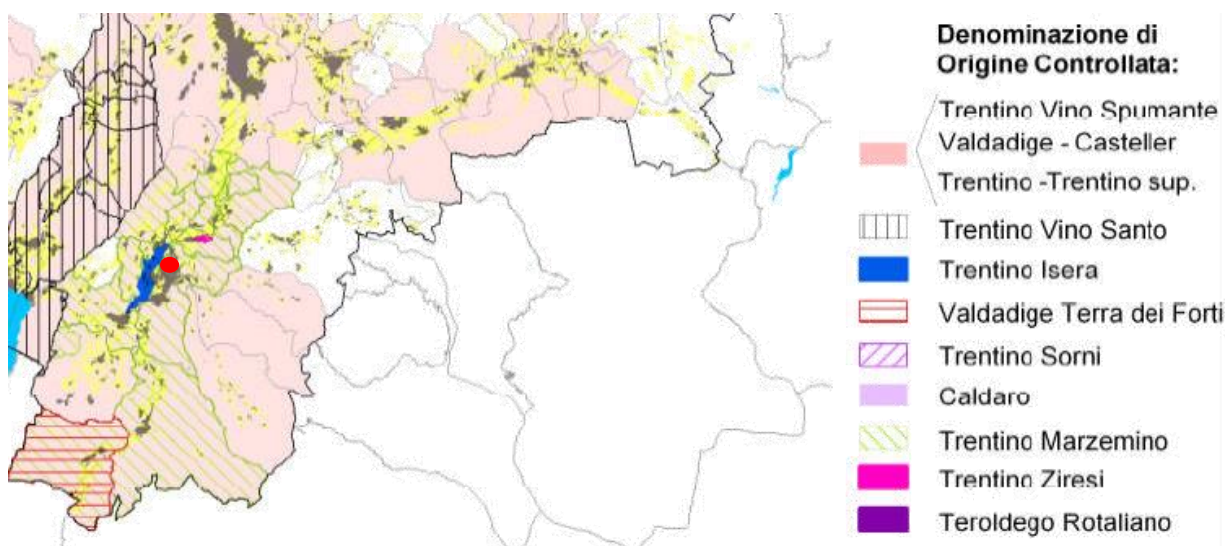 Denominazione di
Origine Controllata:
Trentino Vino Spumante
Valdadige - Casteller
Trentino -Trentino sup.
Trentino Vino Santo
Trentino Isera
Valdadige Terra dei Forti
Trentino Sorni
Caldaro
Trentino Marzemino
Trentino Ziresi
Teroldego Rotaliano